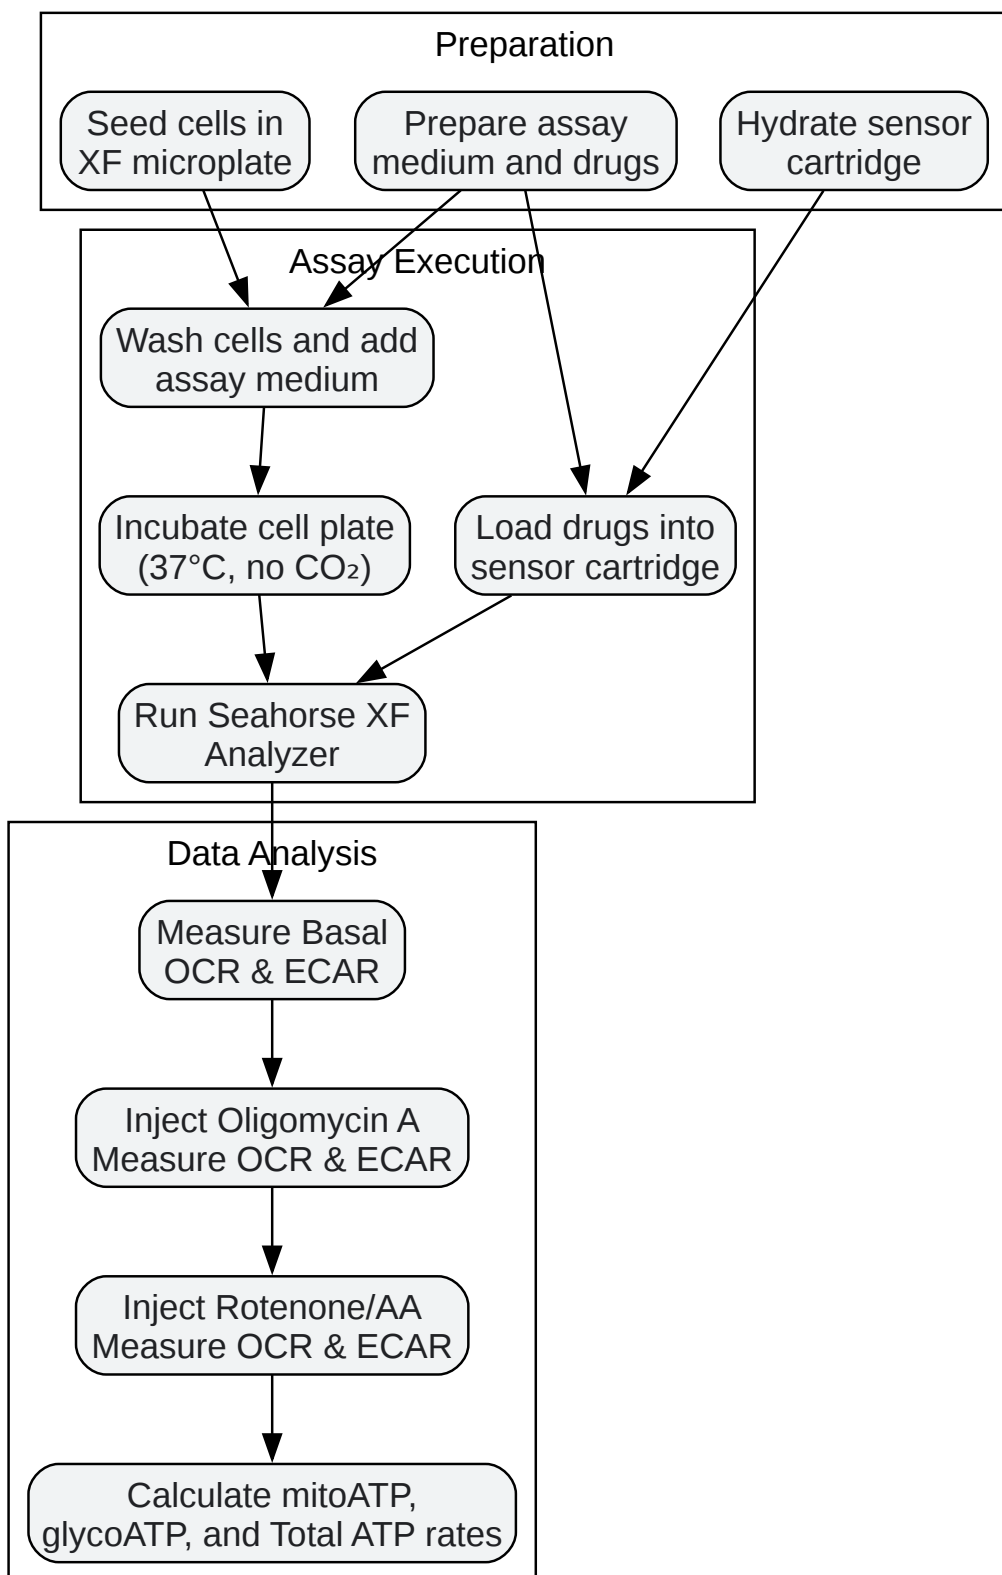 Preparation
Seed cells in
XF microplate
Prepare assay
medium and drugs
Hydrate sensor
cartridge
Assay Execution
Wash cells and add
assay medium
Incubate cell plate
(37°C, no CO₂)
Load drugs into
sensor cartridge
Run Seahorse XF
Analyzer
Data Analysis
Measure Basal
OCR & ECAR
Inject Oligomycin A
Measure OCR & ECAR
Inject Rotenone/AA
Measure OCR & ECAR
Calculate mitoATP,
glycoATP, and Total ATP rates